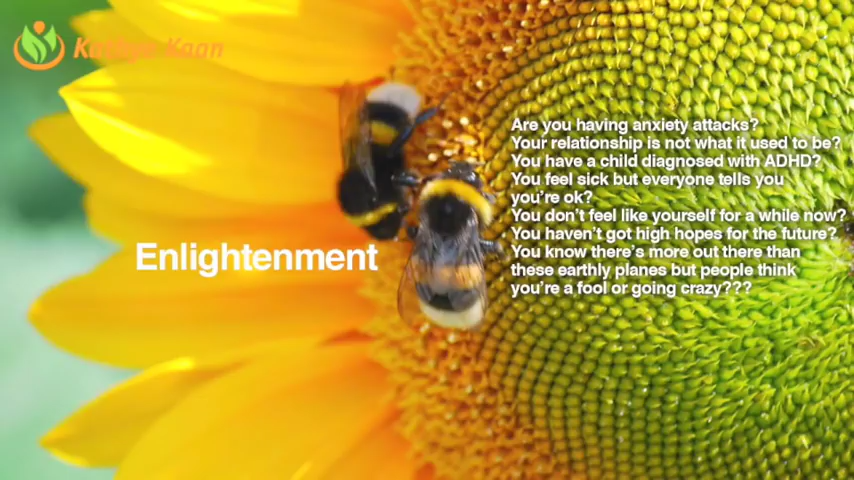 Kaan
Enlightenment
Are you having anxiety attacks?
Your relationship is not what it used to be?
You have a child diagnosed with ADHD?
You feel sick but everyone tells you
you're ok?
You don't feel like yourself for a while now?
You haven't got high hopes for the future?
You know there's more out there than
these earthly planes but people think
you're a fool or going crazy???